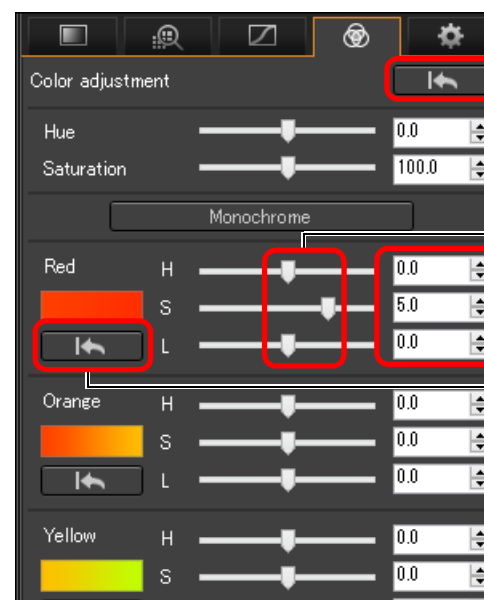 Color adjustment
Hue 0.0
Saturation 100.0
Monochrome
Red H 0.0
S 5.0
L 0.0
Orange H 0.0
S 0.0
L 0.0
Yellow H 0.0
S 0.0